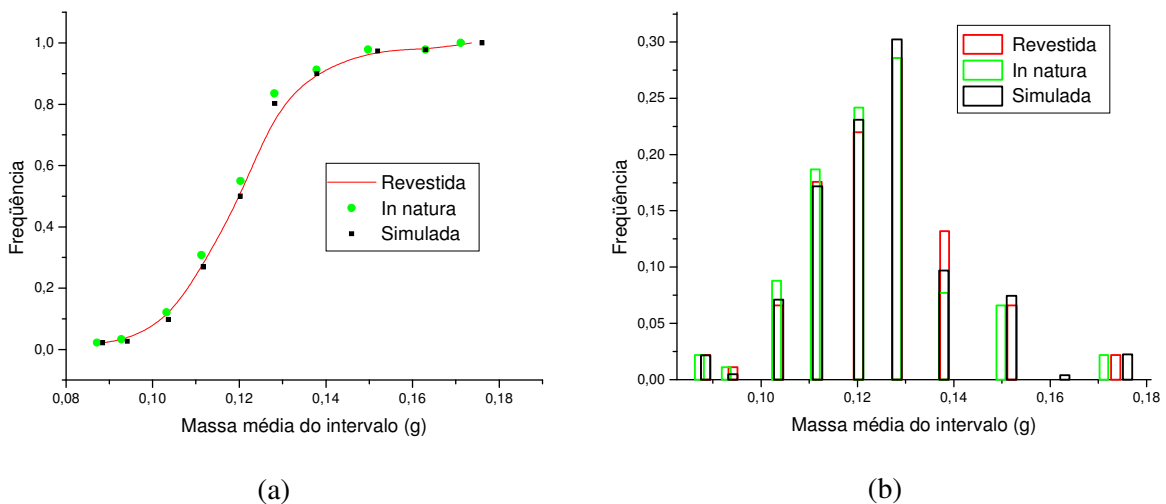 1,0
0,8
0,6
0,4
0,2
0,0
Freqüência
Revestida
In natura
Simulada
0,08
0,10
0,12
0,14
0,16
0,18
Massa média do intervalo (g)
(a)
0,30
0,25
0,20
0,15
0,10
0,05
0,00
Freqüência
Revestida
In natura
Simulada
0,10
0,12
0,14
0,16
0,18
Massa média do intervalo (g)
(b)